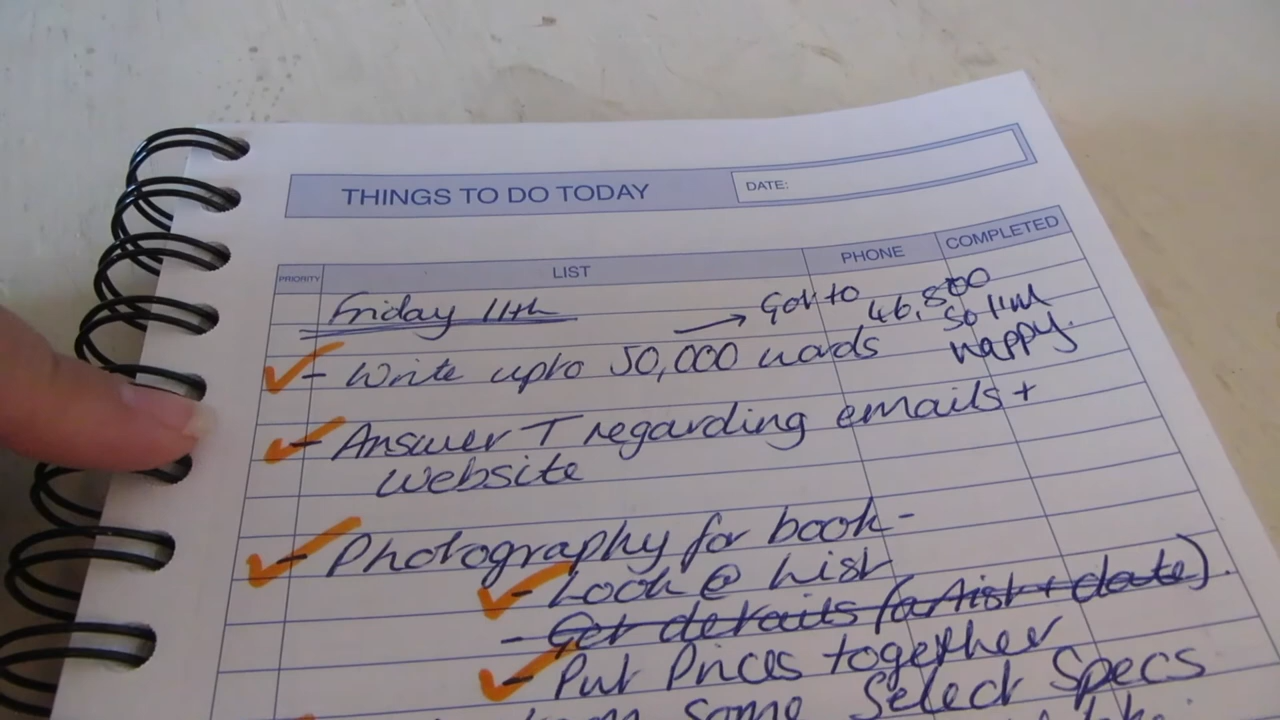 THINGS TO DO TODAY
DATE:
PRIORITY LIST PHONE COMPLETED
Friday 11th
→ Got to 46,800
so I'm
happy.
- Write upto 50,000 words
- Answer T regarding emails +
website
- Photography for book -
- Look @ List
- Get details (artist + date).
- Put Prices together
some Select Specs